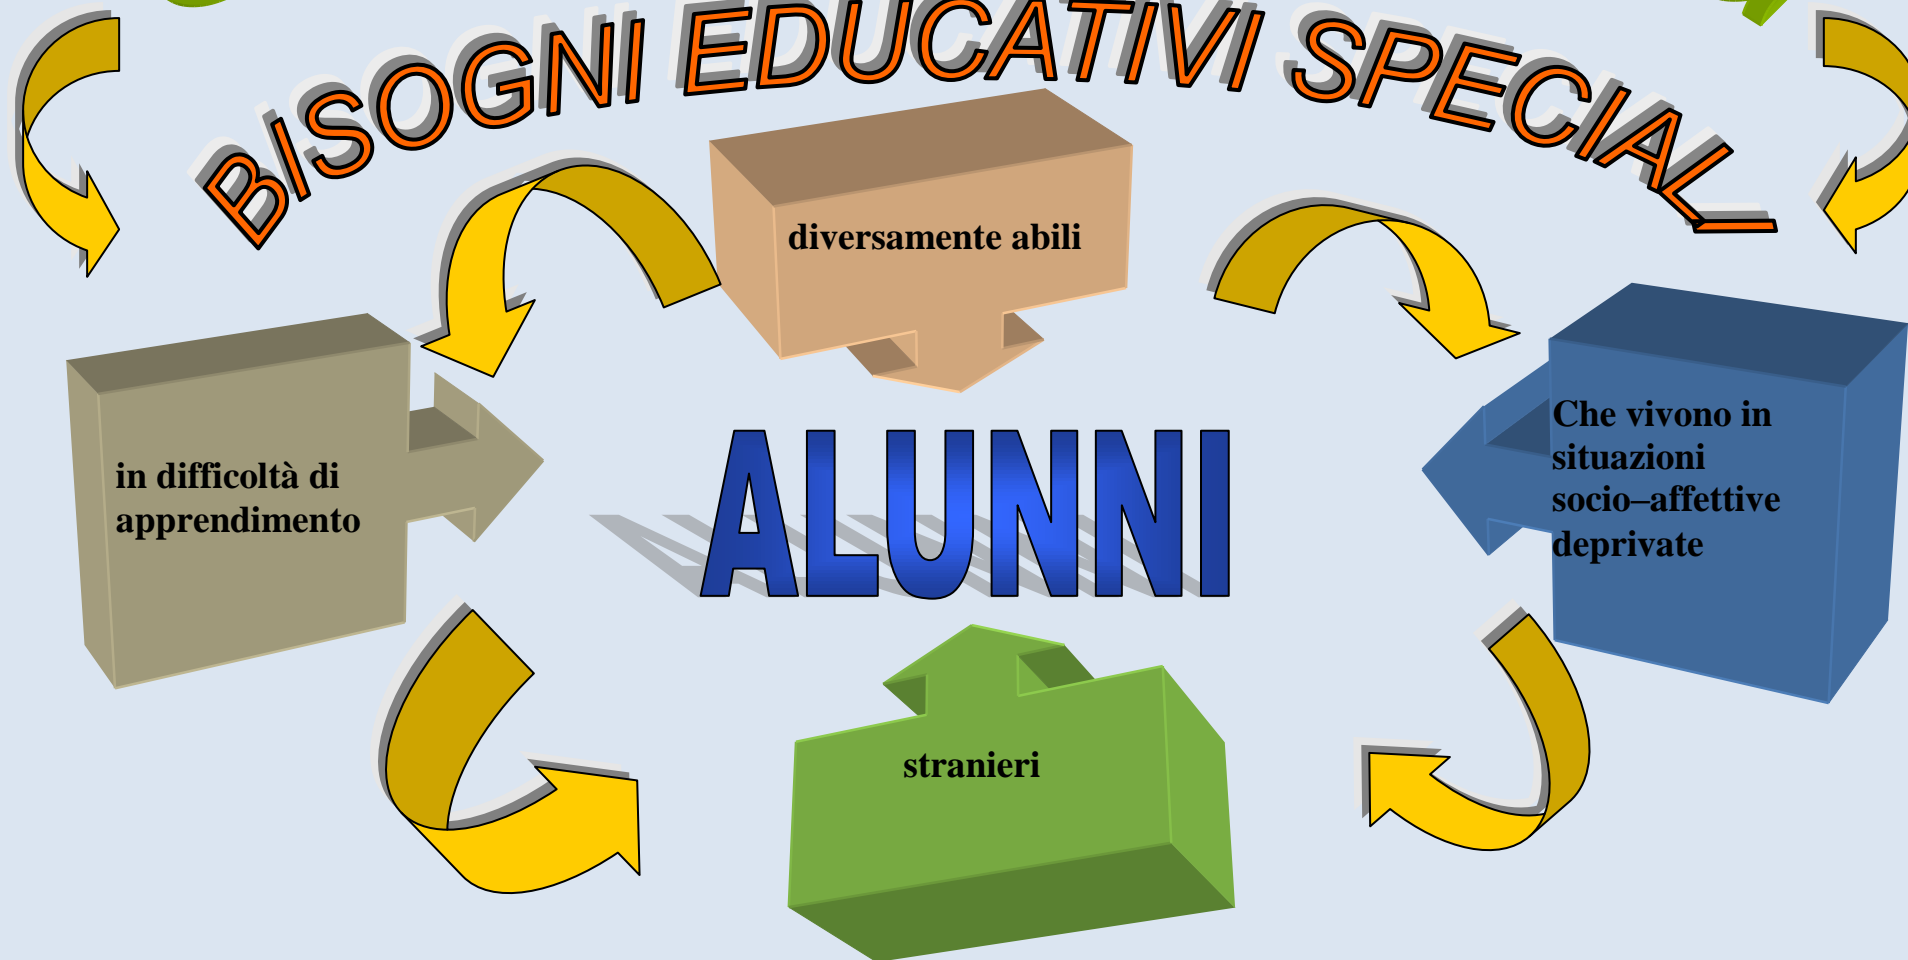 BISOGNI EDUCATIVI SPECIALI
diversamente abili
in difficoltà di
apprendimento
ALUNNI
Che vivono in
situazioni
socio–affettive
deprivate
stranieri